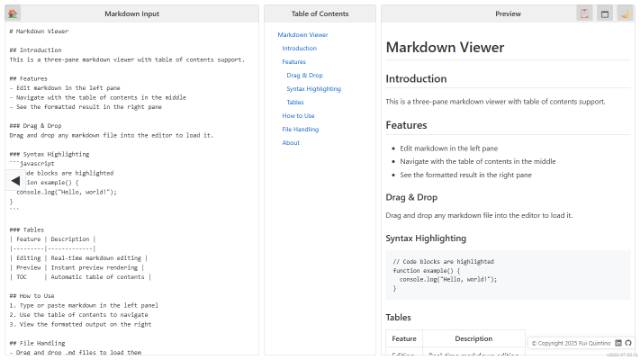 Markdown Input
# Markdown Viewer
## Introduction
This is a three-pane markdown viewer with table of contents support.
## Features
- Edit markdown in the left pane
- Navigate with the table of contents in the middle
- See the formatted result in the right pane
### Drag & Drop
Drag and drop any markdown file into the editor to load it.
### Syntax Highlighting
```javascript
ode blocks are highlighted
ion example() {
console.log("Hello, world!");
}
```
### Tables
| Feature | Description |
|---------|-------------|
| Editing | Real-time markdown editing |
| Preview | Instant preview rendering |
| TOC | Automatic table of contents |
## How to Use
1. Type or paste markdown in the left panel
2. Use the table of contents to navigate
3. View the formatted output on the right
## File Handling
- Drag and drop .md files to load them
Table of Contents
Markdown Viewer
Introduction
Features
Drag & Drop
Syntax Highlighting
Tables
How to Use
File Handling
About
Preview
Markdown Viewer
Introduction
This is a three-pane markdown viewer with table of contents support.
Features
• Edit markdown in the left pane
• Navigate with the table of contents in the middle
• See the formatted result in the right pane
Drag & Drop
Drag and drop any markdown file into the editor to load it.
Syntax Highlighting
// Code blocks are highlighted
function example() {
console.log("Hello, world!");
}
Tables
Feature Description
Editing Real-time markdown editing
© Copyright 2025 Rui Quintino